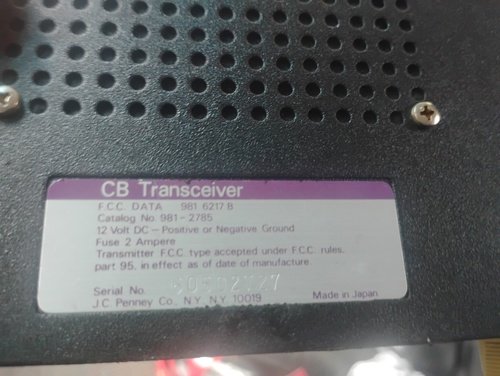 CB Transceiver
F.C.C. DATA 981 6217 B
Catalog No. 981-2785
12 Volt DC - Positive or Negative Ground
Fuse 2 Ampere
Transmitter F.C.C. type accepted under F.C.C. rules,
part 95, in effect as of date of manufacture.
Serial No.
J.C. Penney Co., N.Y., N.Y. 10019 Made in Japan